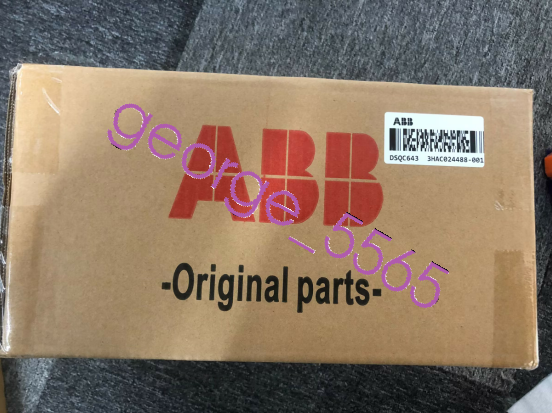 ABB
DSQC643 3HAC024488-001
ABB
george_5565
-Original parts-